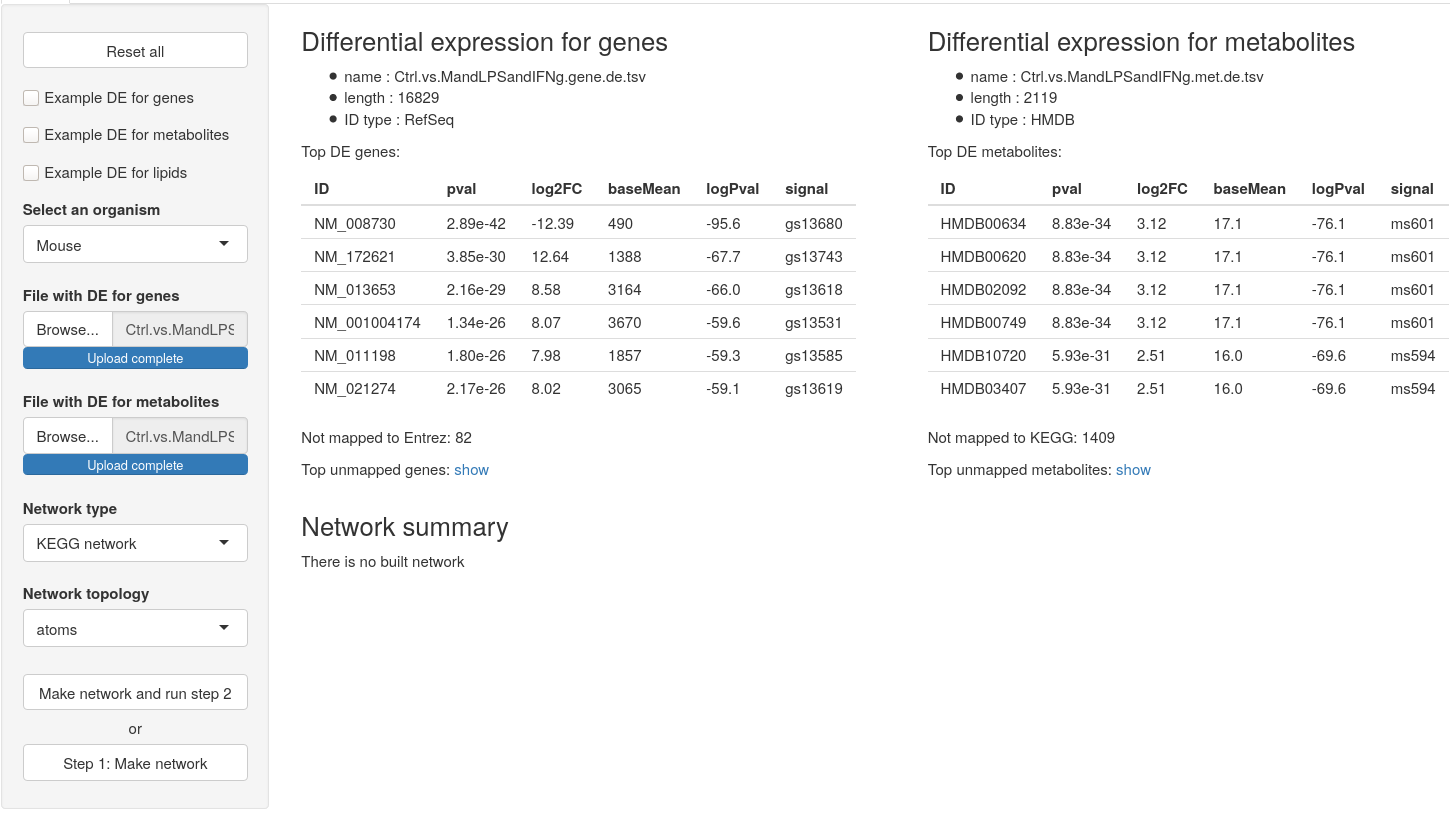 Reset all
Example DE for genes
Example DE for metabolites
Example DE for lipids
Select an organism
Mouse
File with DE for genes
Browse... Ctrl.vs.MandLPS
Upload complete
File with DE for metabolites
Browse... Ctrl.vs.MandLPS
Upload complete
Network type
KEGG network
Network topology
atoms
Make network and run step 2
or
Step 1: Make network
Differential expression for genes
name : Ctrl.vs.MandLPSandIFNg.gene.de.tsv
length : 16829
ID type : RefSeq
Top DE genes:
ID pval log2FC baseMean logPval signal
NM_008730 2.89e-42 -12.39 490 -95.6 gs13680
NM_172621 3.85e-30 12.64 1388 -67.7 gs13743
NM_013653 2.16e-29 8.58 3164 -66.0 gs13618
NM_001004174 1.34e-26 8.07 3670 -59.6 gs13531
NM_011198 1.80e-26 7.98 1857 -59.3 gs13585
NM_021274 2.17e-26 8.02 3065 -59.1 gs13619
Not mapped to Entrez: 82
Top unmapped genes: show
Differential expression for metabolites
name : Ctrl.vs.MandLPSandIFNg.met.de.tsv
length : 2119
ID type : HMDB
Top DE metabolites:
ID pval log2FC baseMean logPval signal
HMDB00634 8.83e-34 3.12 17.1 -76.1 ms601
HMDB00620 8.83e-34 3.12 17.1 -76.1 ms601
HMDB02092 8.83e-34 3.12 17.1 -76.1 ms601
HMDB00749 8.83e-34 3.12 17.1 -76.1 ms601
HMDB10720 5.93e-31 2.51 16.0 -69.6 ms594
HMDB03407 5.93e-31 2.51 16.0 -69.6 ms594
Not mapped to KEGG: 1409
Top unmapped metabolites: show
Network summary
There is no built network